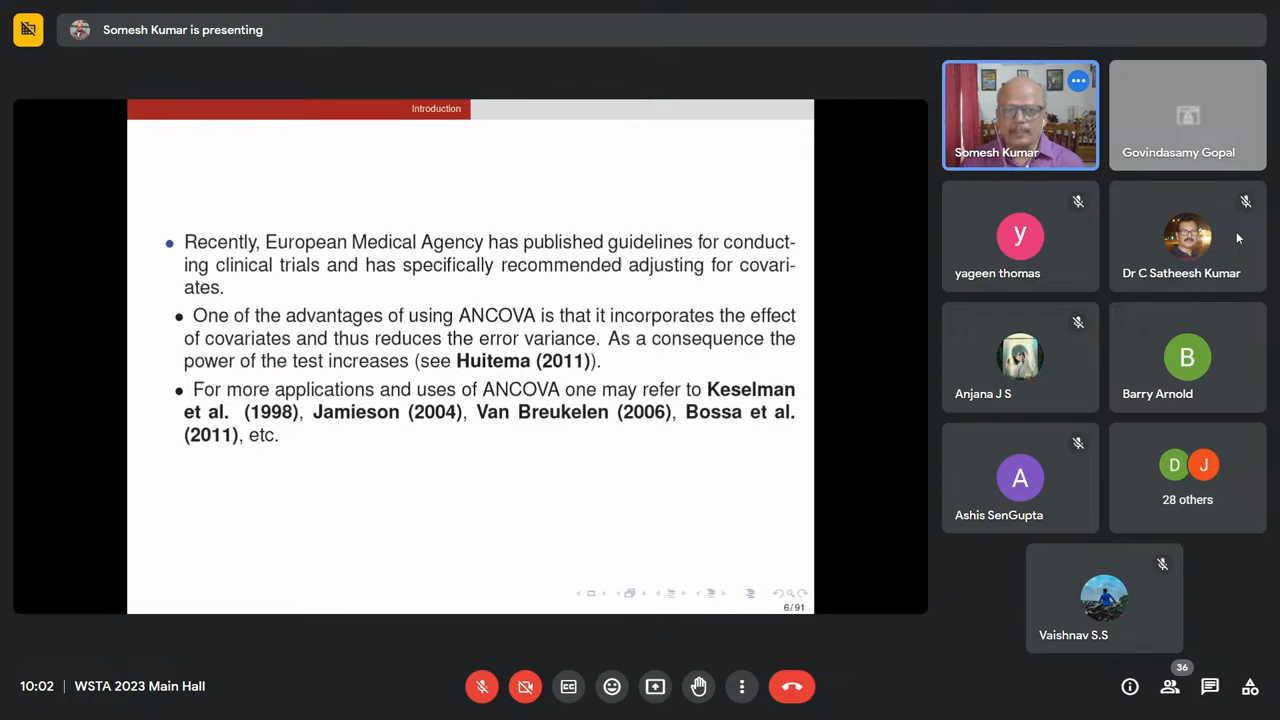 Somesh Kumar is presenting
Introduction
Recently, European Medical Agency has published guidelines for conduct-
ing clinical trials and has specifically recommended adjusting for covari-
ates.
One of the advantages of using ANCOVA is that it incorporates the effect
of covariates and thus reduces the error variance. As a consequence the
power of the test increases (see Huitema (2011)).
For more applications and uses of ANCOVA one may refer to Keselman
et al. (1998), Jamieson (2004), Van Breukelen (2006), Bossa et al.
(2011), etc.
6/91
Somesh Kumar
Govindasamy Gopal
y
yageen thomas
Dr C Satheesh Kumar
Anjana J S
B
Barry Arnold
A
Ashis SenGupta
D J
28 others
Vaishnav S.S
10:02 | WSTA 2023 Main Hall
CC
36